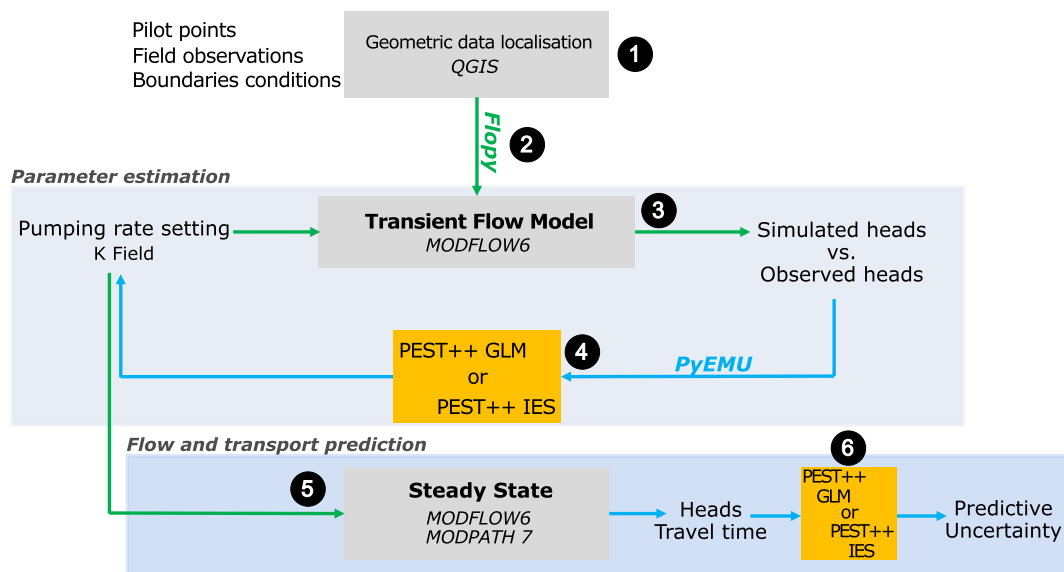 Pilot points
Field observations
Boundaries conditions
Geometric data localisation
QGIS
1
Flopy
2
Parameter estimation
Pumping rate setting
K Field
Transient Flow Model
MODFLOW6
3
Simulated heads
vs.
Observed heads
PEST++ GLM
or
PEST++ IES
4
PyEMU
Flow and transport prediction
5
Steady State
MODFLOW6
MODPATH 7
Heads
Travel time
6
PEST++
GLM
or
PEST++
IES
Predictive
Uncertainty